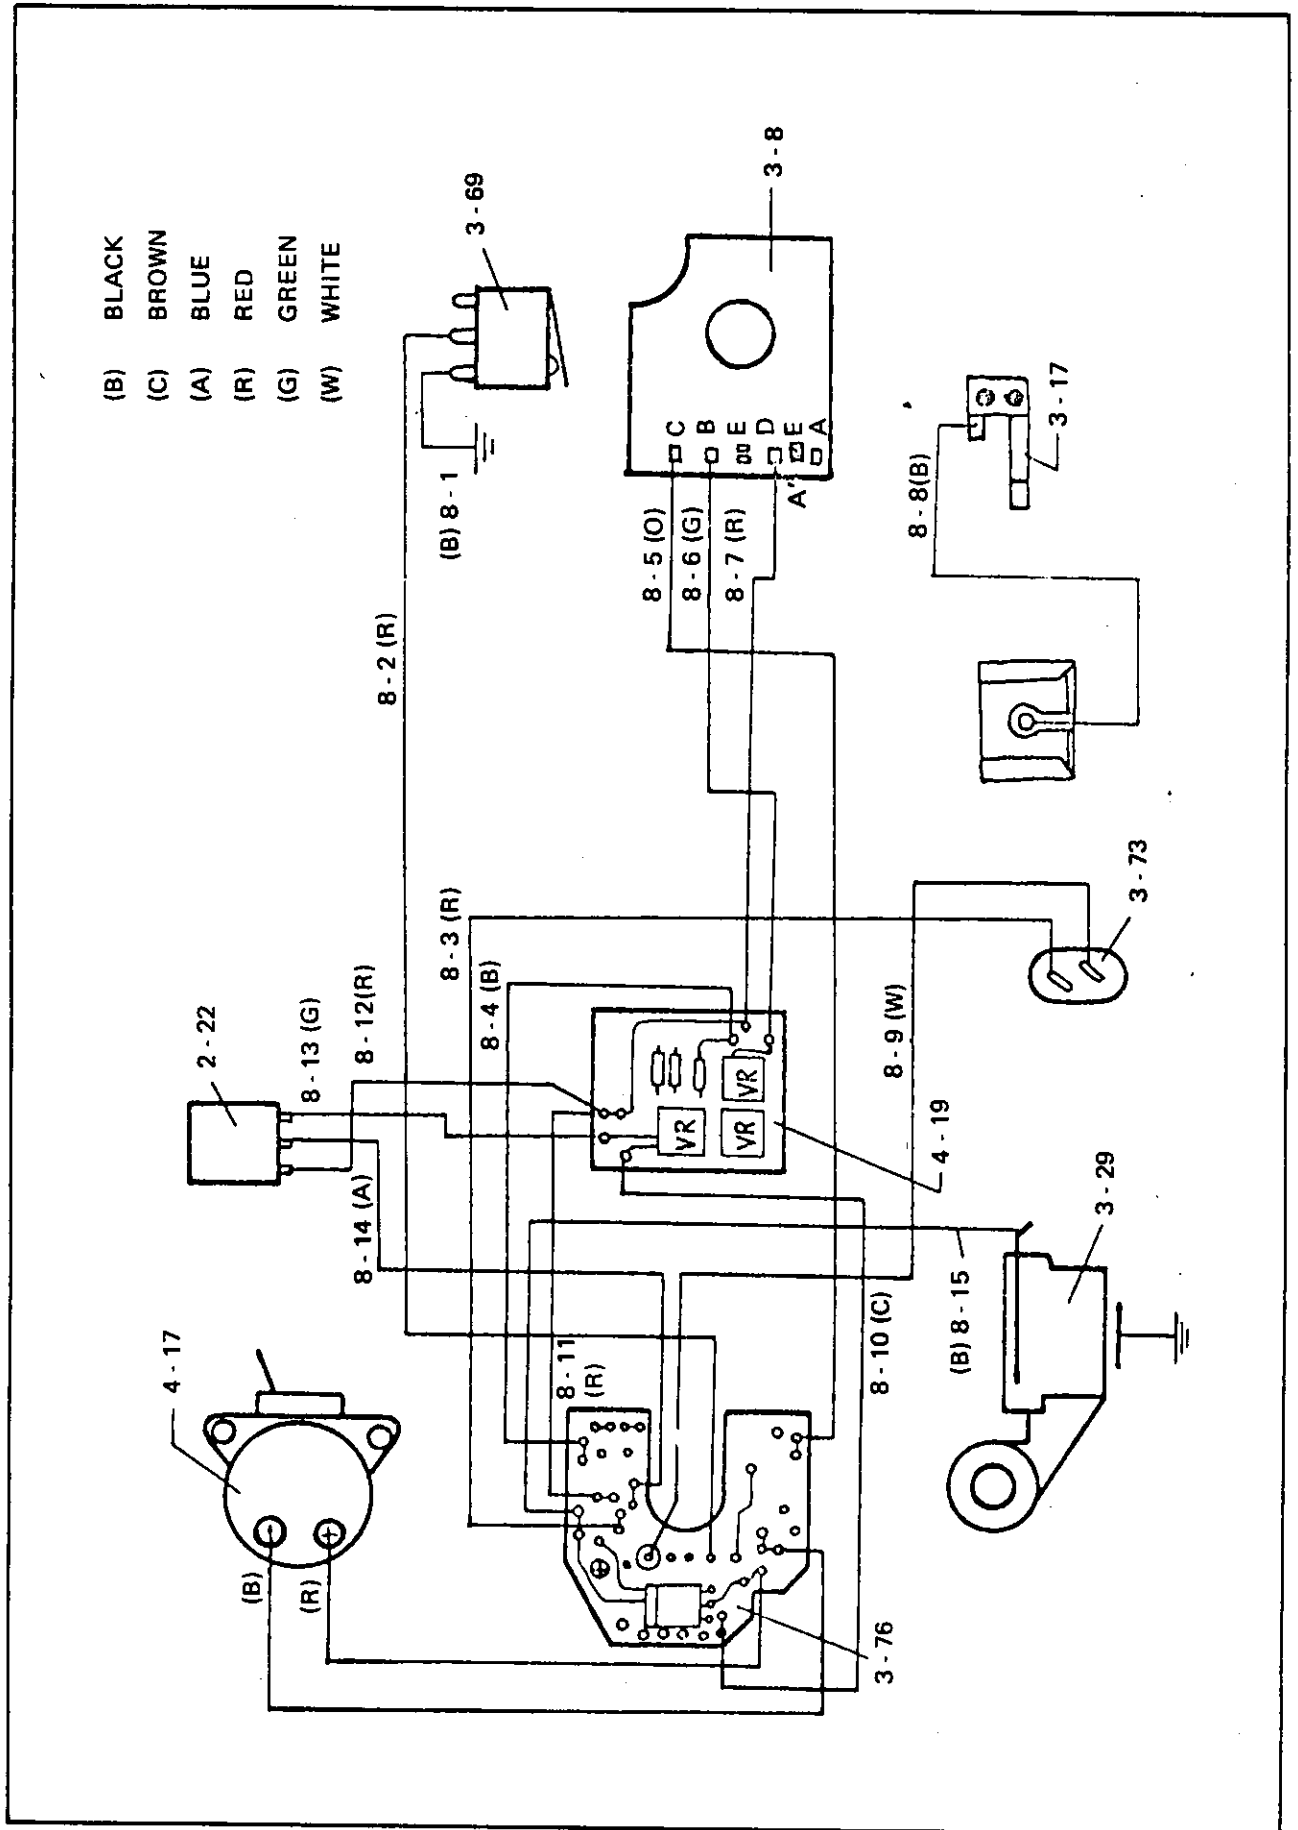 (B) BLACK
(C) BROWN
(A) BLUE
(R) RED
(G) GREEN
(W) WHITE
4 - 17
(B)
(R)
2 - 22
8 - 13 (G)
8 - 12(R)
8 - 14 (A)
8 - 2 (R)
3 - 69
(B) 8 - 1
8 - 3 (R)
8 - 4 (B)
8 - 11
(R)
VR
VR
VR
4 - 19
3 - 76
8 - 10 (C)
8 - 9 (W)
(B) 8 - 15
3 - 29
3 - 73
8 - 5 (O)
8 - 6 (G)
8 - 7 (R)
C
B
E
D
E
A
A'
3 - 8
8 - 8(B)
3 - 17